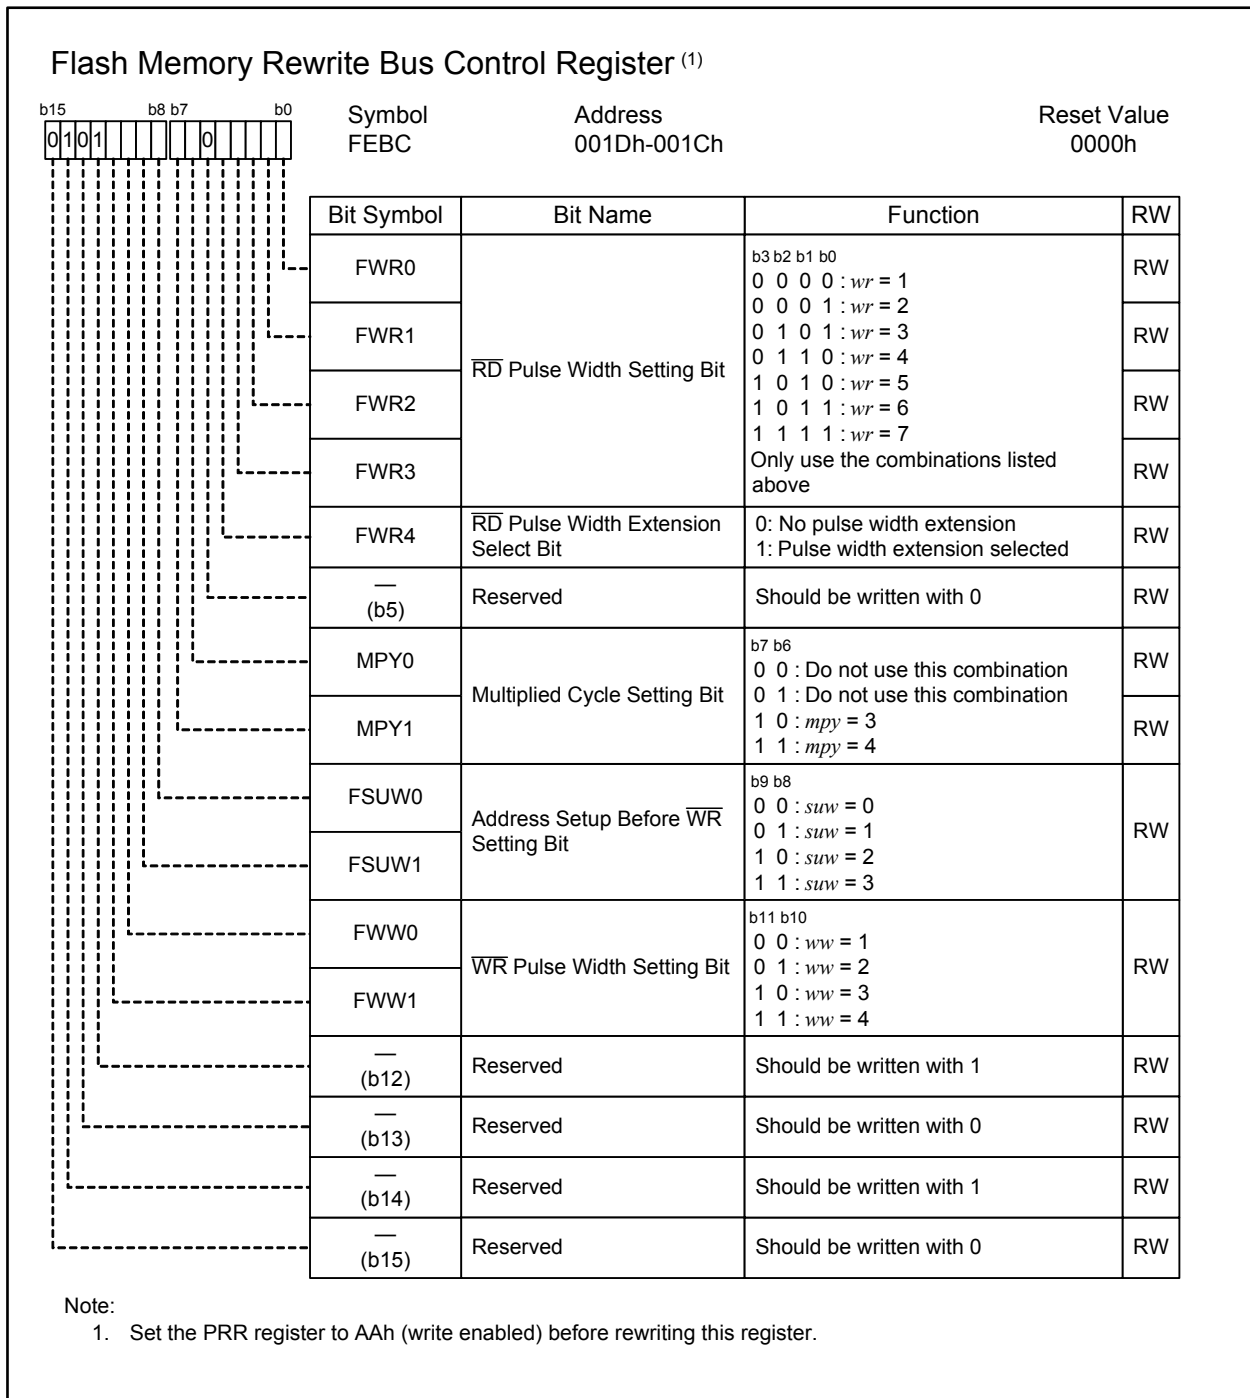 Flash Memory Rewrite Bus Control Register (1)
b15 b8 b7 b0
0 1 0 1 0
Symbol Address Reset Value
FEBC 001Dh-001Ch 0000h
Bit Symbol Bit Name Function RW
FWR0 RW
FWR1 RW
FWR2 RW
FWR3 RW
RD Pulse Width Setting Bit
b3 b2 b1 b0
0 0 0 0 : wr = 1
0 0 0 1 : wr = 2
0 1 0 1 : wr = 3
0 1 1 0 : wr = 4
1 0 1 0 : wr = 5
1 0 1 1 : wr = 6
1 1 1 1 : wr = 7
Only use the combinations listed
above
FWR4 RW
RD Pulse Width Extension
Select Bit
0: No pulse width extension
1: Pulse width extension selected
—
(b5) Reserved Should be written with 0 RW
MPY0 RW
MPY1 RW
Multiplied Cycle Setting Bit
b7 b6
0 0 : Do not use this combination
0 1 : Do not use this combination
1 0 : mpy = 3
1 1 : mpy = 4
FSUW0
FSUW1
Address Setup Before WR
Setting Bit
b9 b8
0 0 : suw = 0
0 1 : suw = 1
1 0 : suw = 2
1 1 : suw = 3
RW
FWW0
FWW1
WR Pulse Width Setting Bit
b11 b10
0 0 : ww = 1
0 1 : ww = 2
1 0 : ww = 3
1 1 : ww = 4
RW
—
(b12) Reserved Should be written with 1 RW
—
(b13) Reserved Should be written with 0 RW
—
(b14) Reserved Should be written with 1 RW
—
(b15) Reserved Should be written with 0 RW
Note:
1. Set the PRR register to AAh (write enabled) before rewriting this register.